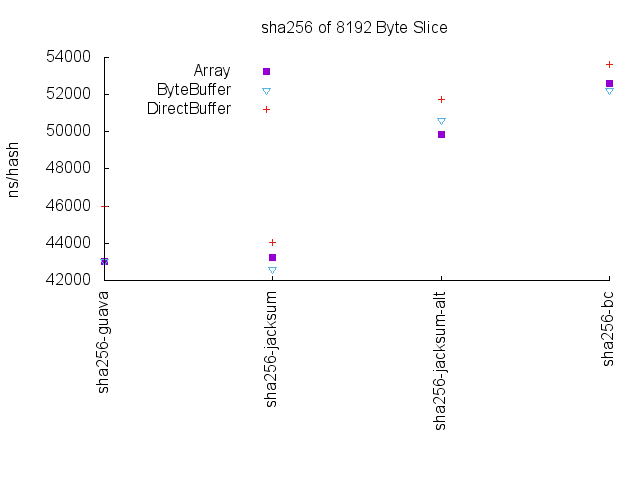 sha256 of 8192 Byte Slice
54000
52000
50000
48000
46000
44000
42000
ns/hash
Array
ByteBuffer
DirectBuffer
sha256-guava
sha256-jacksum
sha256-jacksum-alt
sha256-bc